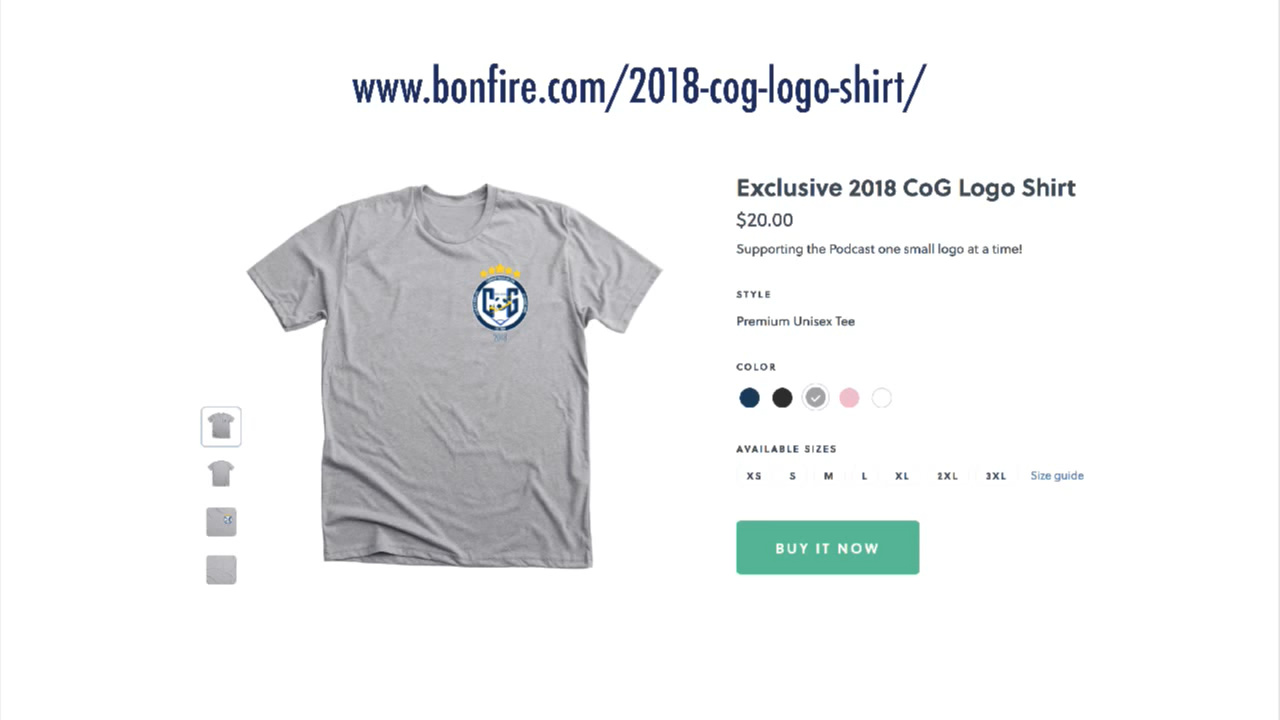 www.bonfire.com/2018-cog-logo-shirt/
Exclusive 2018 CoG Logo Shirt
$20.00
Supporting the Podcast one small logo at a time!
STYLE
Premium Unisex Tee
COLOR
AVAILABLE SIZES
XS S M L XL 2XL 3XL Size guide
BUY IT NOW
CoG
2018